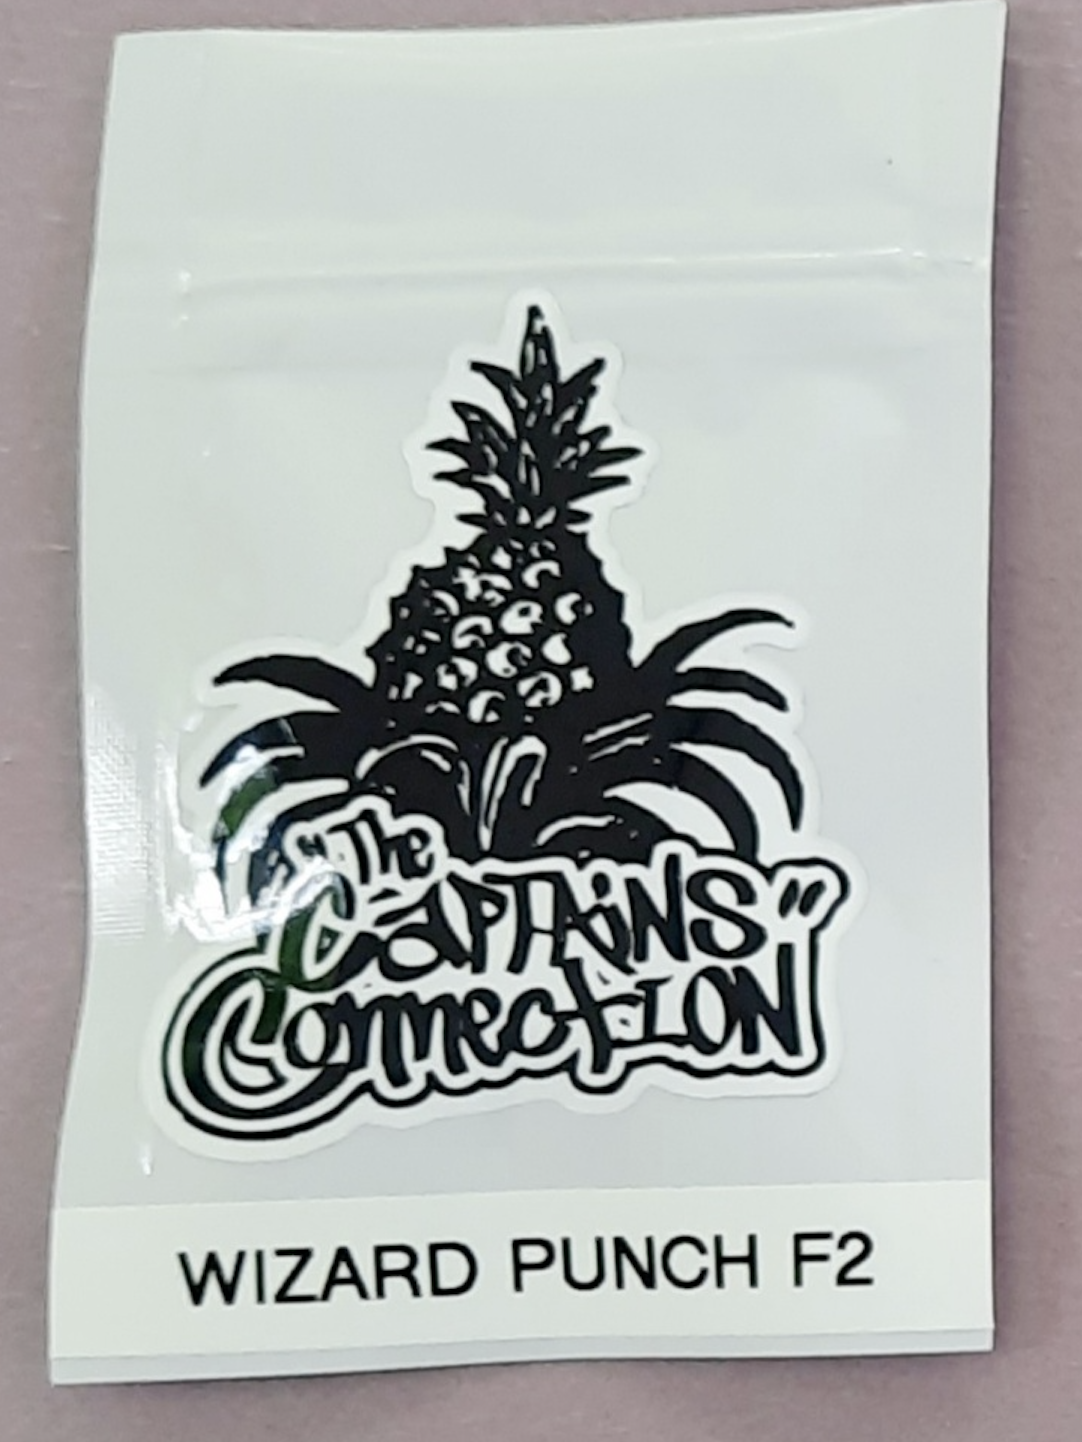 "The
CAPTAiNS"
ConnectION
WIZARD PUNCH F2